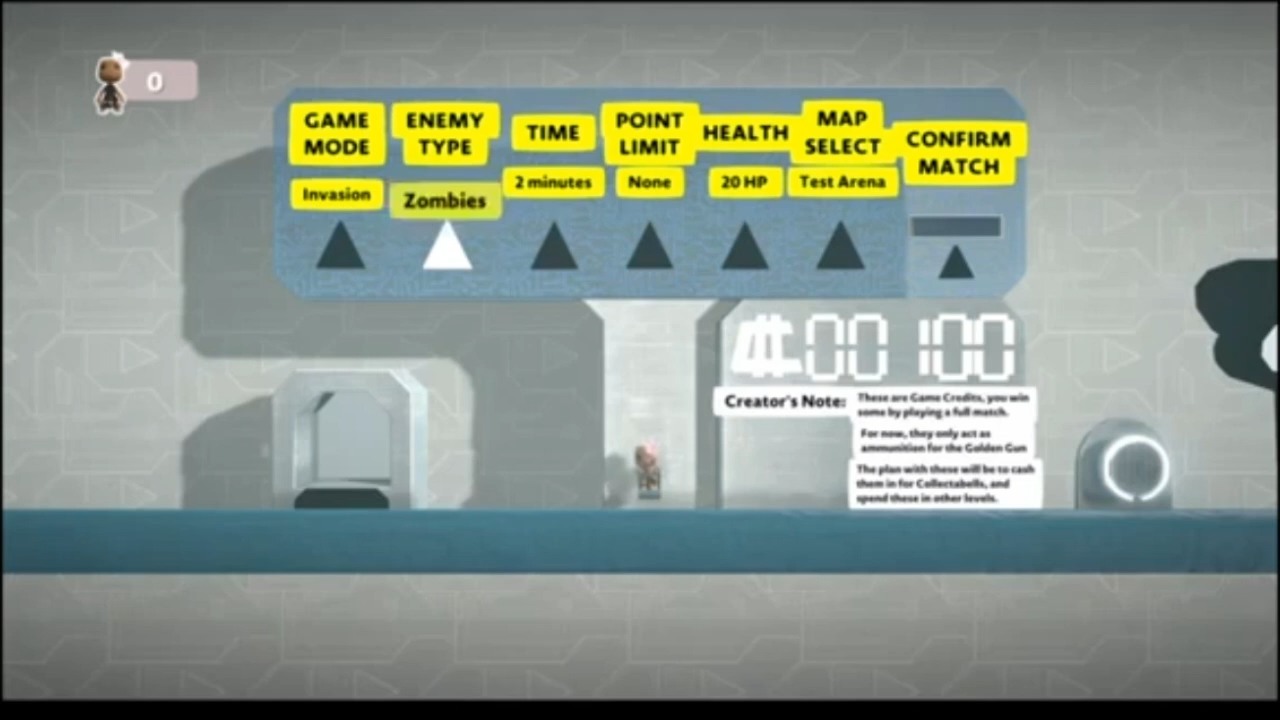 0
GAME
MODE
ENEMY
TYPE
TIME
POINT
LIMIT
HEALTH
MAP
SELECT
CONFIRM
MATCH
Invasion
Zombies
2 minutes
None
20 HP
Test Arena
00 100
Creator's Note:
These are Game Credits, you win
some by playing a full match.
For now, they only act as
ammunition for the Golden Gun
The plan with these will be to cash
them in for Collectabells, and
spend these in other levels.